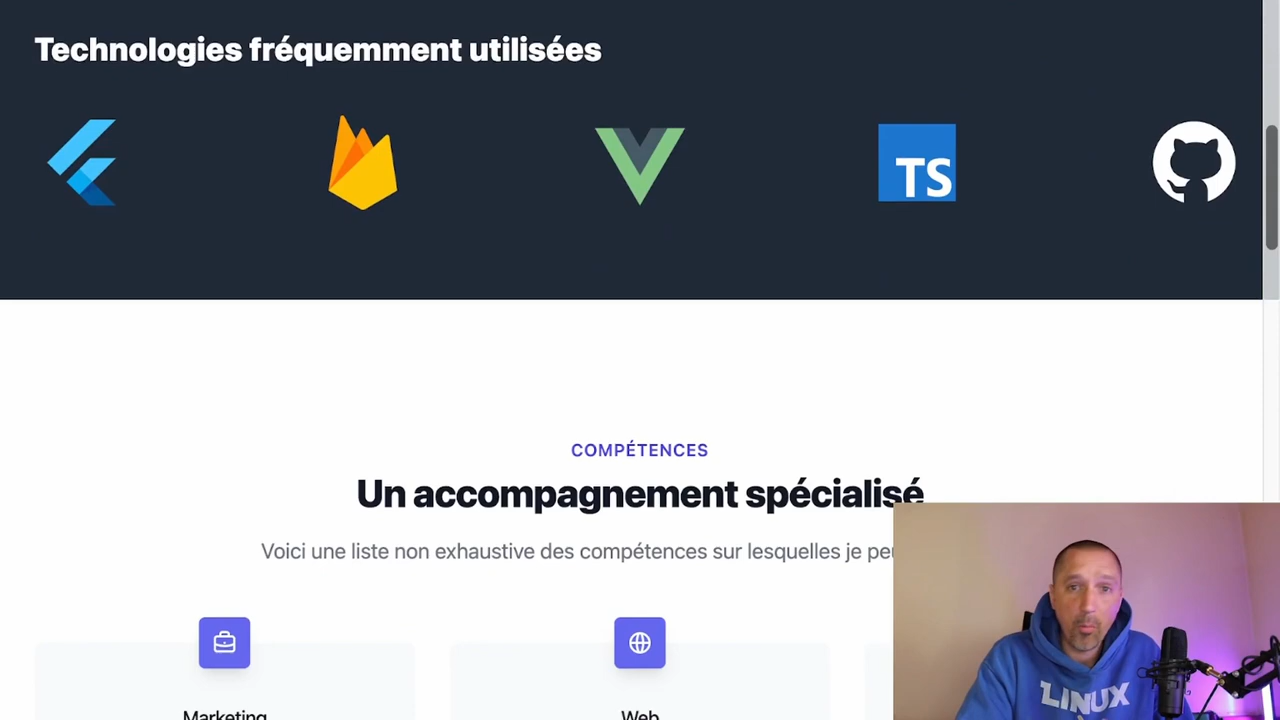 Technologies fréquemment utilisées
TS
COMPÉTENCES
Un accompagnement spécialisé
Voici une liste non exhaustive des compétences sur lesquelles je
Marketing
Web
LINUX